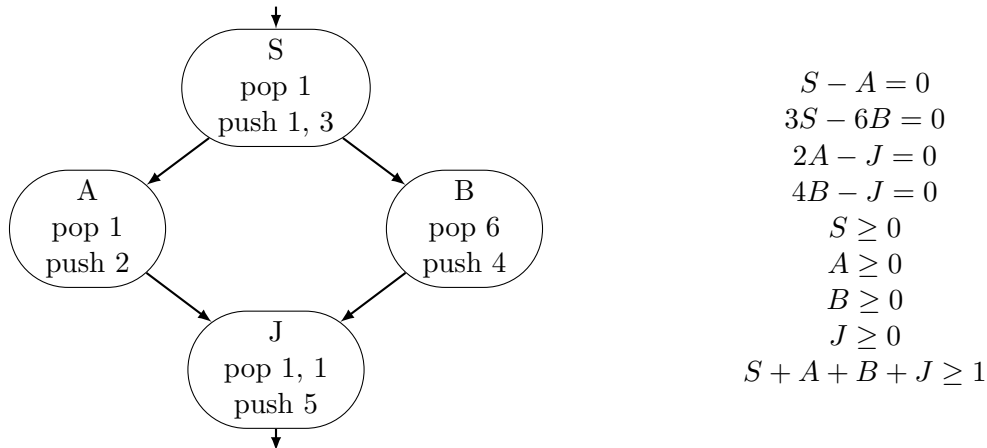 S
pop 1
push 1, 3
A
pop 1
push 2
B
pop 6
push 4
J
pop 1, 1
push 5
S − A = 0
3S − 6B = 0
2A − J = 0
4B − J = 0
S ≥ 0
A ≥ 0
B ≥ 0
J ≥ 0
S + A + B + J ≥ 1